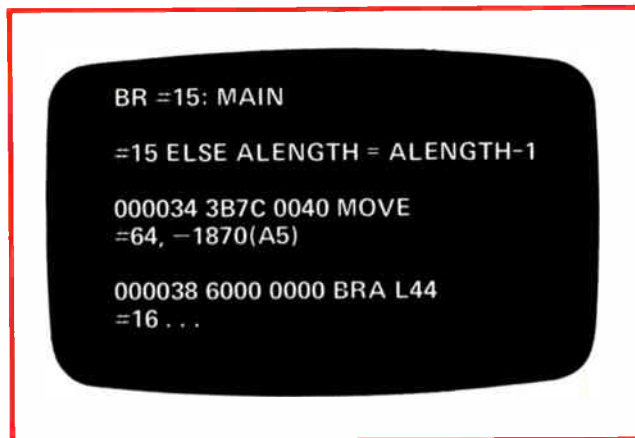 BR =15: MAIN
=15 ELSE ALENGTH = ALENGTH-1
000034 3B7C 0040 MOVE
=64, −1870(A5)
000038 6000 0000 BRA L44
=16 . . .